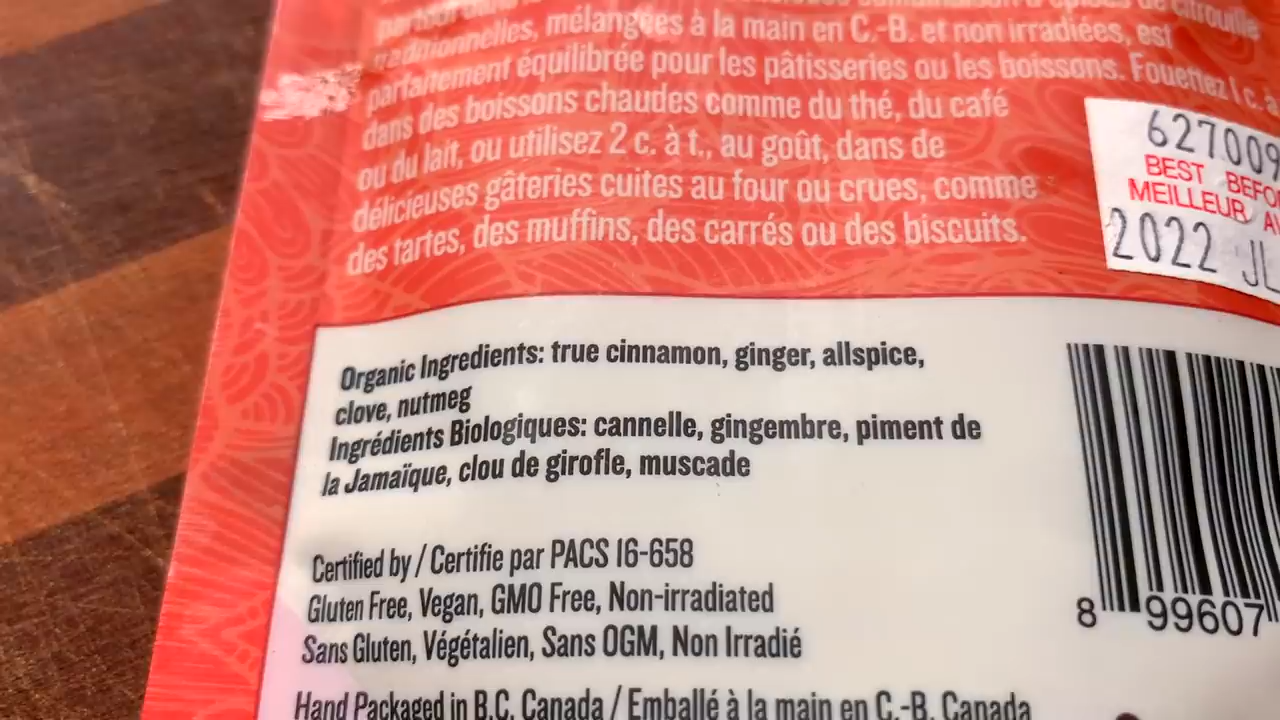 de citrouille
traditionnelles, mélangées à la main en C.-B. et non irradiées, est
parfaitement équilibrée pour les pâtisseries ou les boissons. Fouettez 1 c. à
dans des boissons chaudes comme du thé, du café
ou du lait, ou utilisez 2 c. à t., au goût, dans de
délicieuses gâteries cuites au four ou crues, comme
des tartes, des muffins, des carrés ou des biscuits.
627009
BEST BEFO
MEILLEUR AV
2022 JL
Organic Ingredients: true cinnamon, ginger, allspice,
clove, nutmeg
Ingrédients Biologiques: cannelle, gingembre, piment de
la Jamaïque, clou de girofle, muscade
Certified by / Certifie par PACS 16-658
Gluten Free, Vegan, GMO Free, Non-irradiated
Sans Gluten, Végétalien, Sans OGM, Non Irradié
Hand Packaged in B.C. Canada / Emballé à la main en C.-B. Canada
8 99607